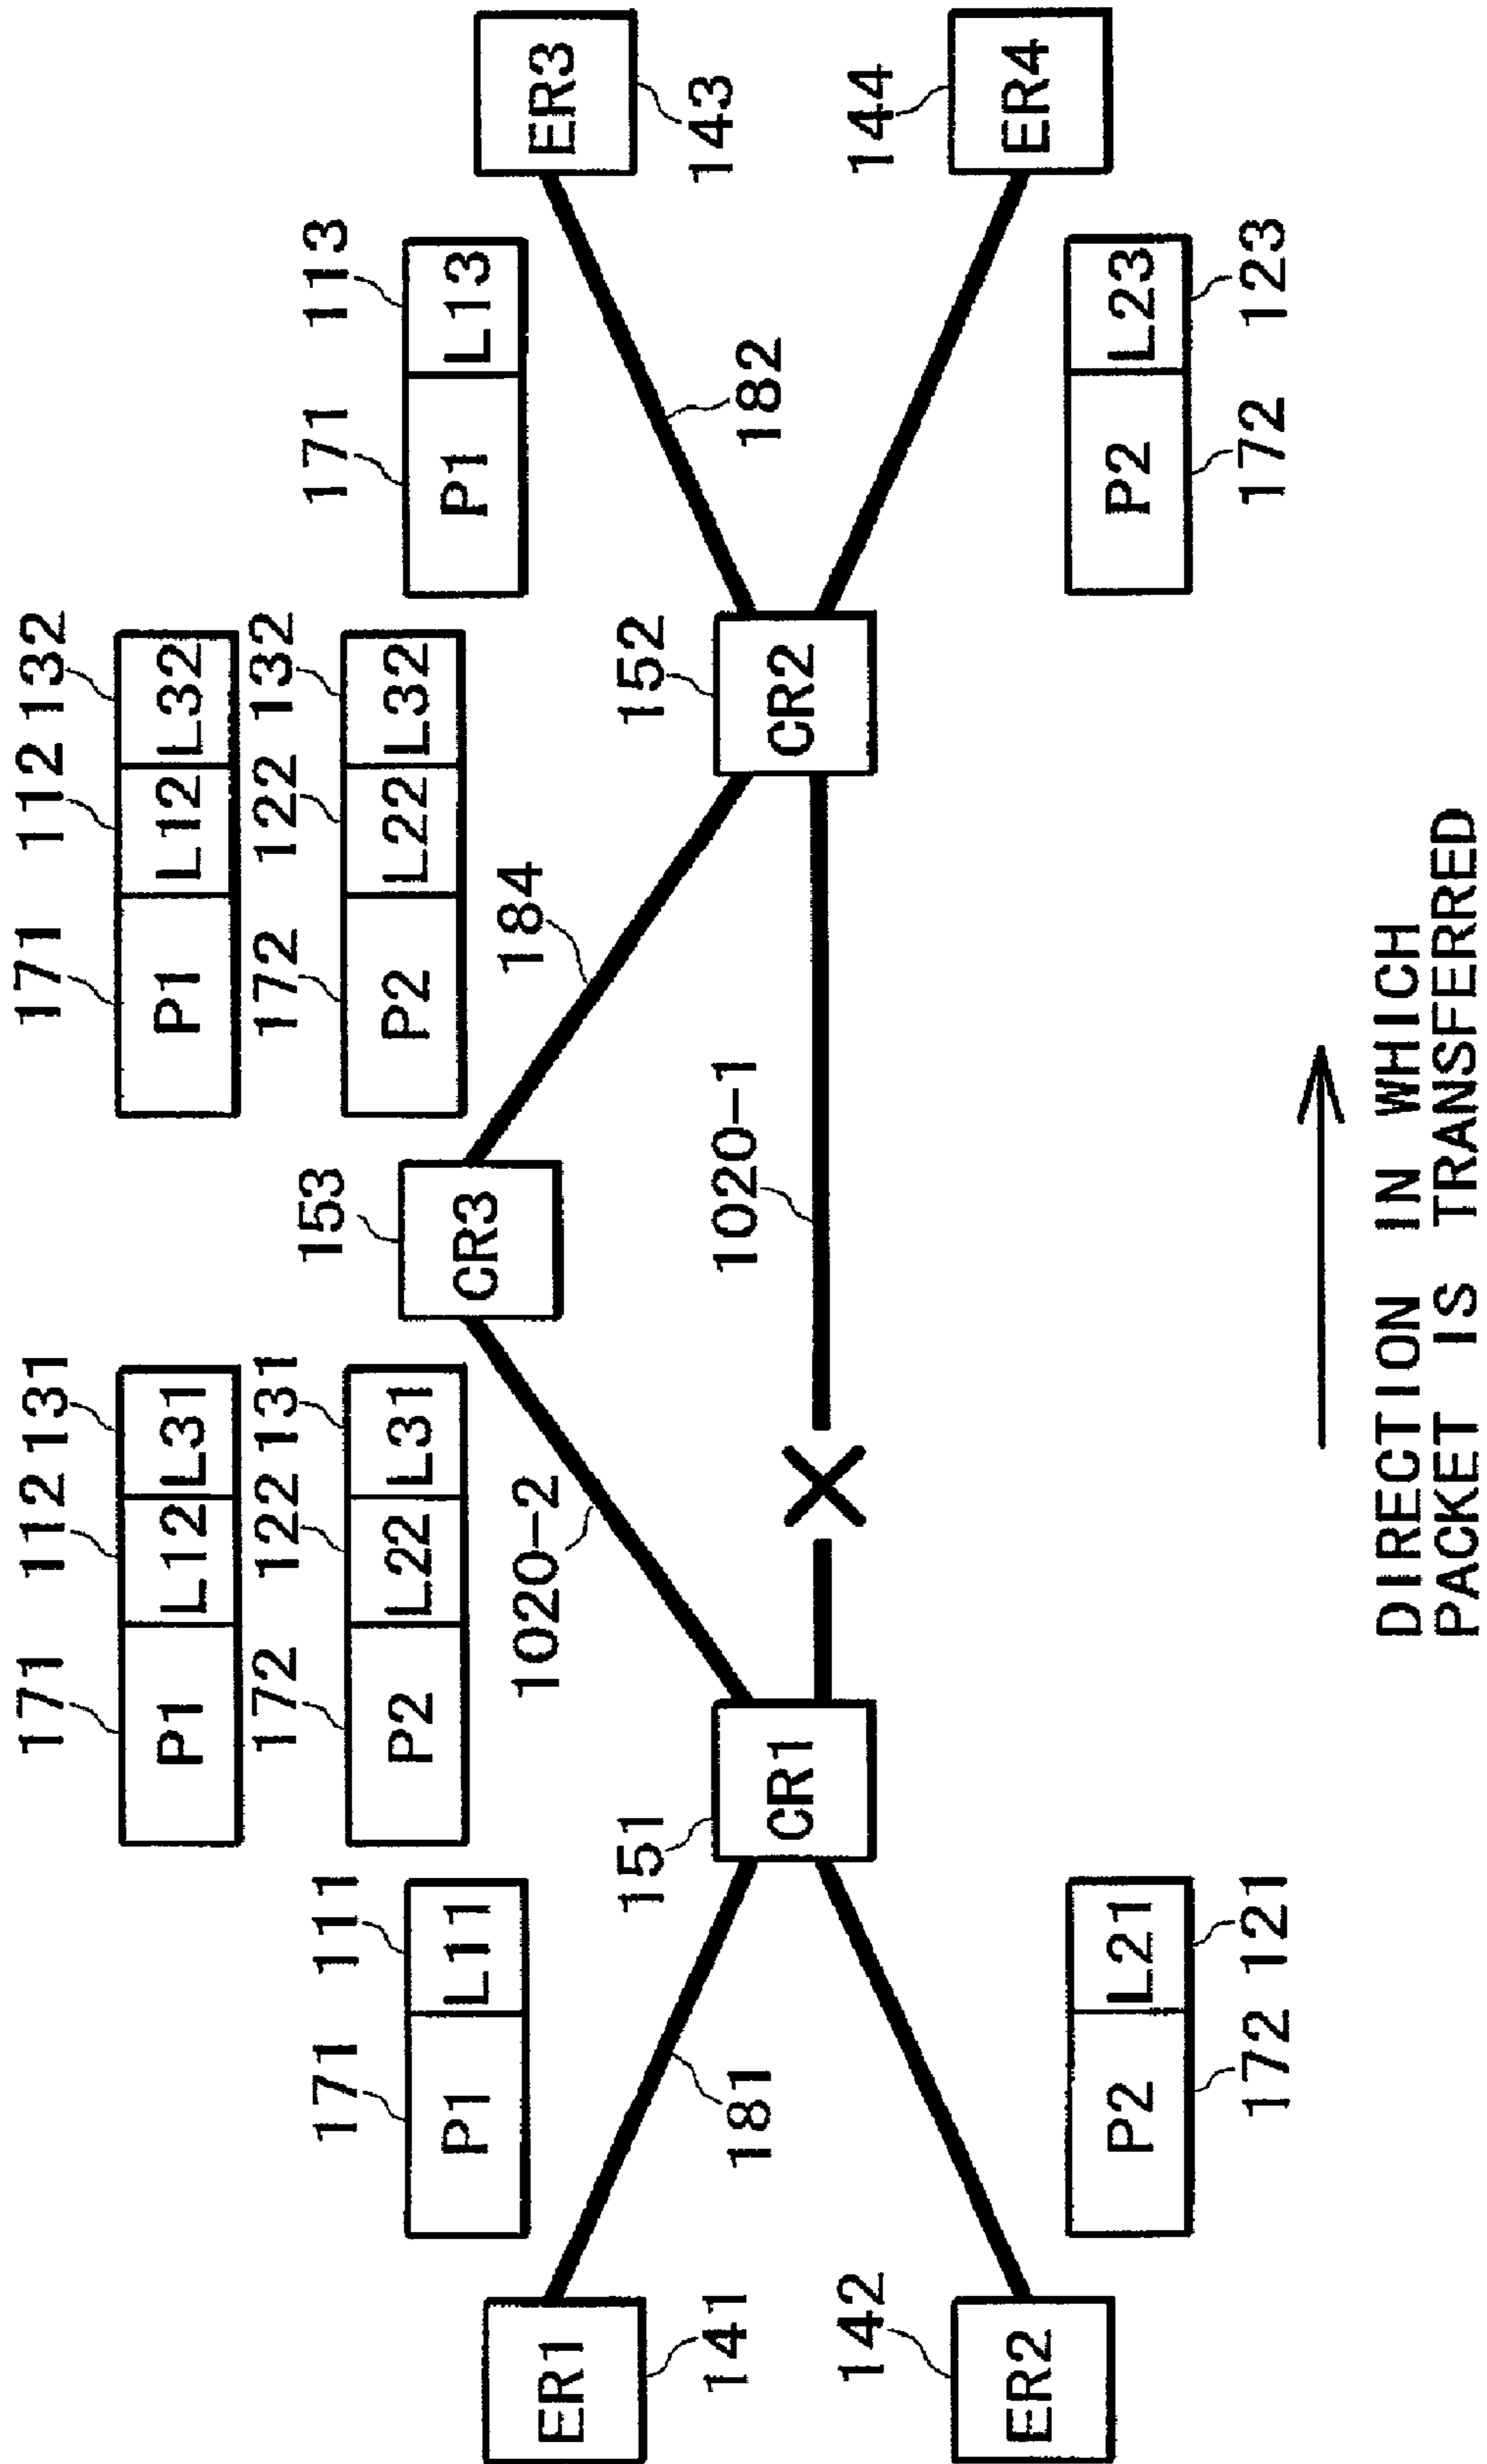 171 112 132
P1 L12 L32
172 122 132
P2 L22 L32
171 112 131
P1 L12 L31
172 122 131
P2 L22 L31
171 111
P1 L11
171 113
P1 L13
ER1
141
181
151
CR1
1020-2
153
CR3
184
1020-1
152
CR2
182
ER3
143
142
ER2
144
ER4
P2 L21
172 121
P2 L23
172 123
DIRECTION IN WHICH
PACKET IS TRANSFERRED